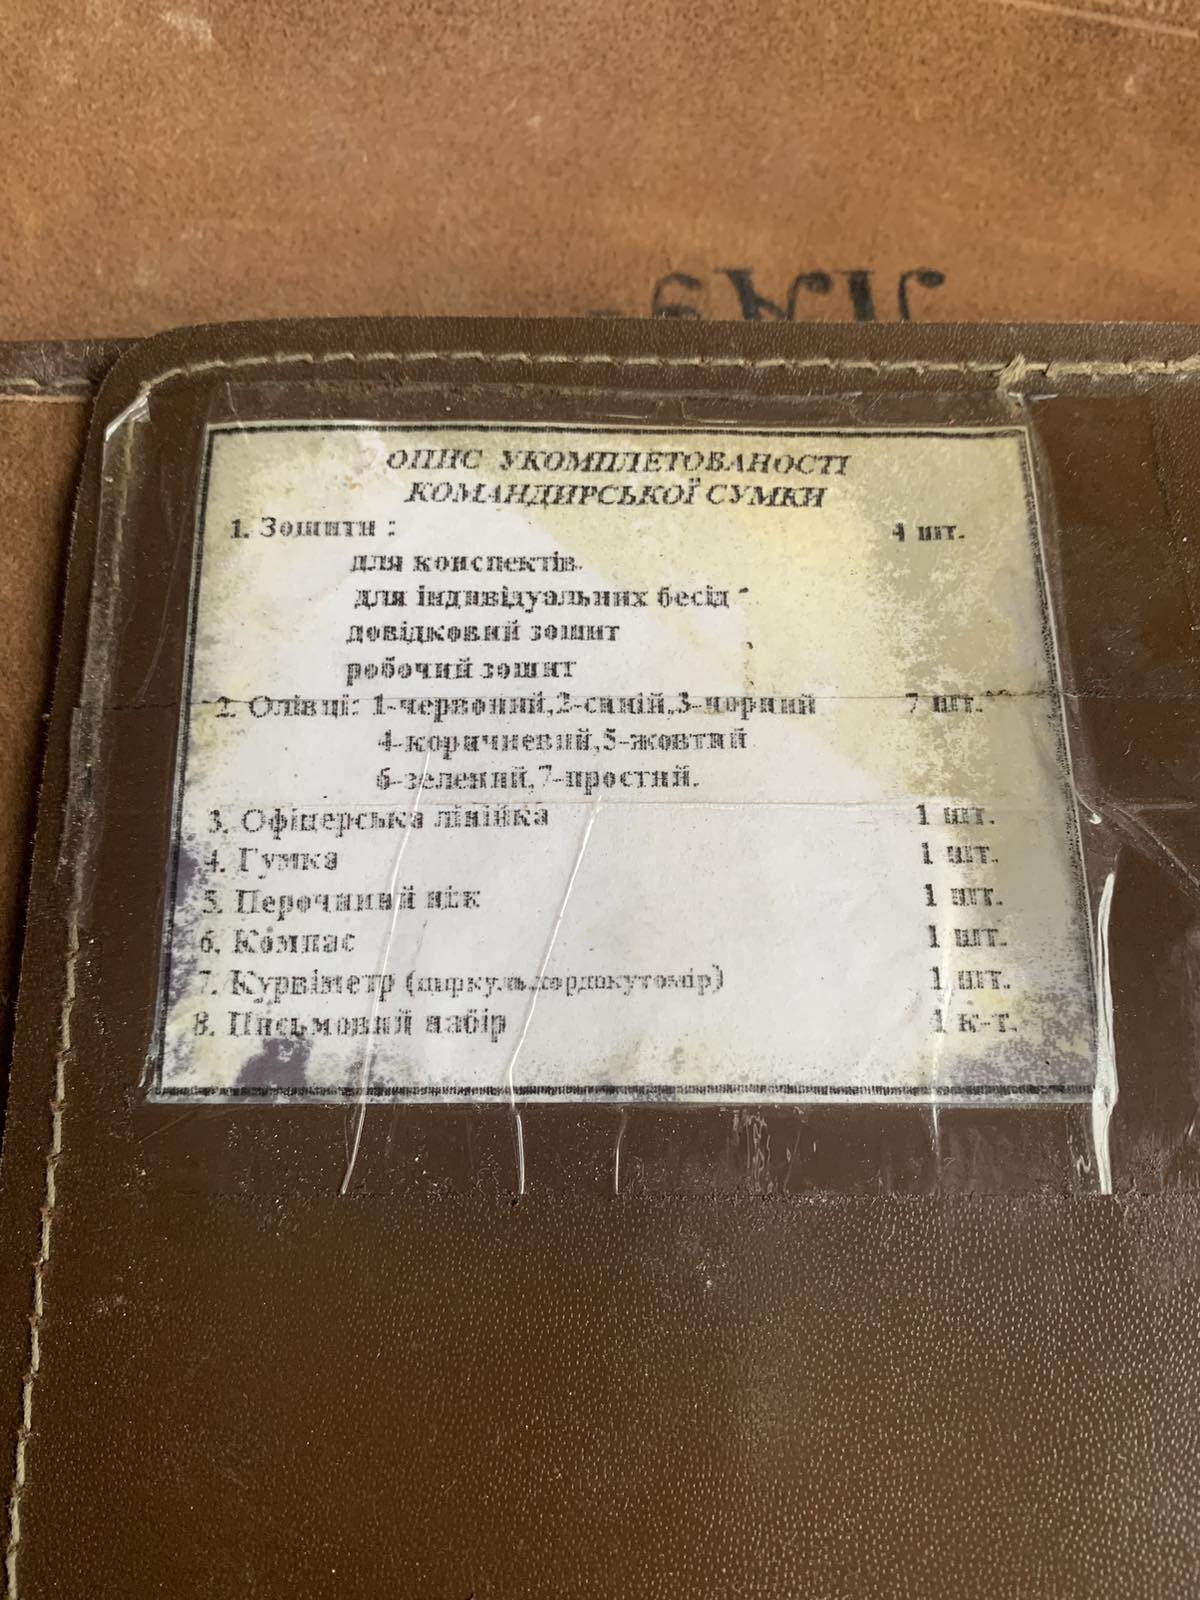 ОПИС УКОМПЛЕТОВАНОСТІ
КОМАНДИРСЬКОЇ СУМКИ
1. Зошити : 4 шт.
для конспектів.
для індивідуальних бесід
довідковий зошит
робочий зошит
2. Олівці: 1-червоний,2-синій,3-чорний 7 шт.
4-коричневий,5-жовтий
6-зелений,7-простий.
3. Офіцерська лінійка 1 шт.
4. Гумка 1 шт.
5. Перочинний ніж 1 шт.
6. Компас 1 шт.
7. Курвіметр (циркуль,хордокутомір) 1 шт.
8. Письмовий набір 1 к-т.